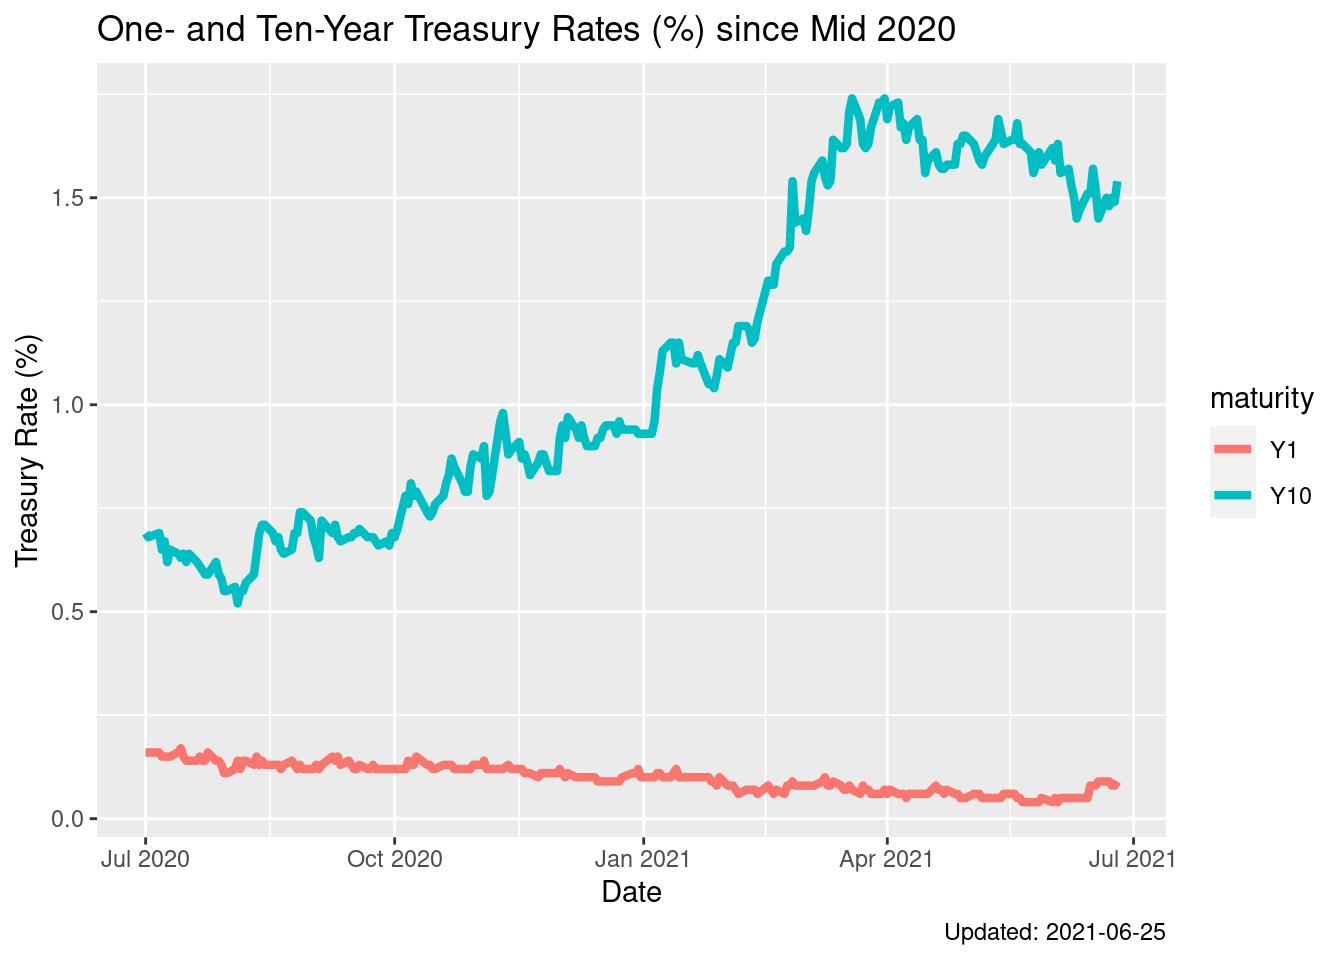 One- and Ten-Year Treasury Rates (%) since Mid 2020
Treasury Rate (%)
1.5
1.0
0.5
0.0
Jul 2020 Oct 2020 Jan 2021 Apr 2021 Jul 2021
Date
maturity
Y1
Y10
Updated: 2021-06-25